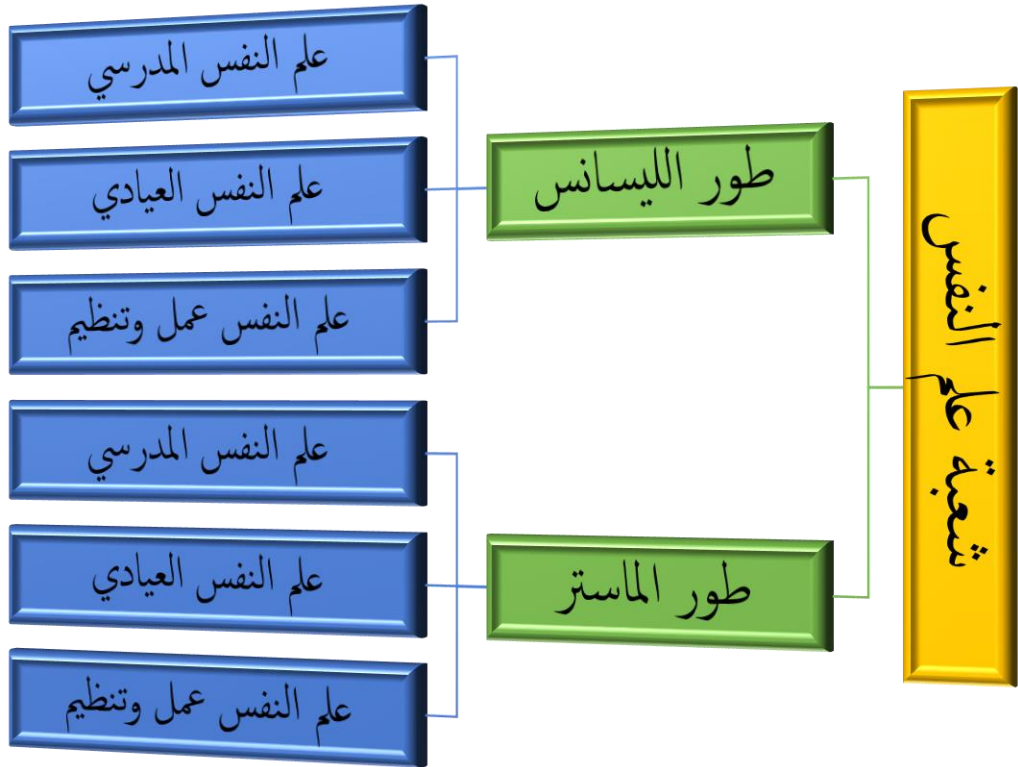 شعبة علم النفس
طور الليسانس
علم النفس المدرسي
علم النفس العيادي
علم النفس عمل وتنظيم
طور الماستر
علم النفس المدرسي
علم النفس العيادي
علم النفس عمل وتنظيم